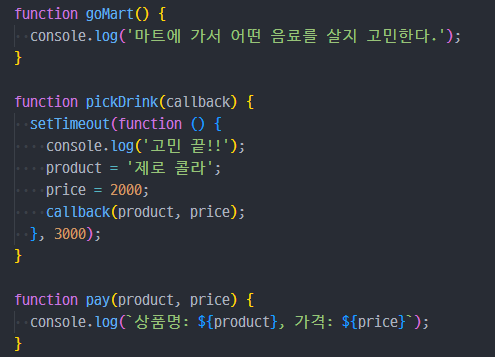 function goMart() {
  console.log('마트에 가서 어떤 음료를 살지 고민한다.');
}

function pickDrink(callback) {
  setTimeout(function () {
    console.log('고민 끝!!');
    product = '제로 콜라';
    price = 2000;
    callback(product, price);
  }, 3000);
}

function pay(product, price) {
  console.log(`상품명: ${product}, 가격: ${price}`);
}